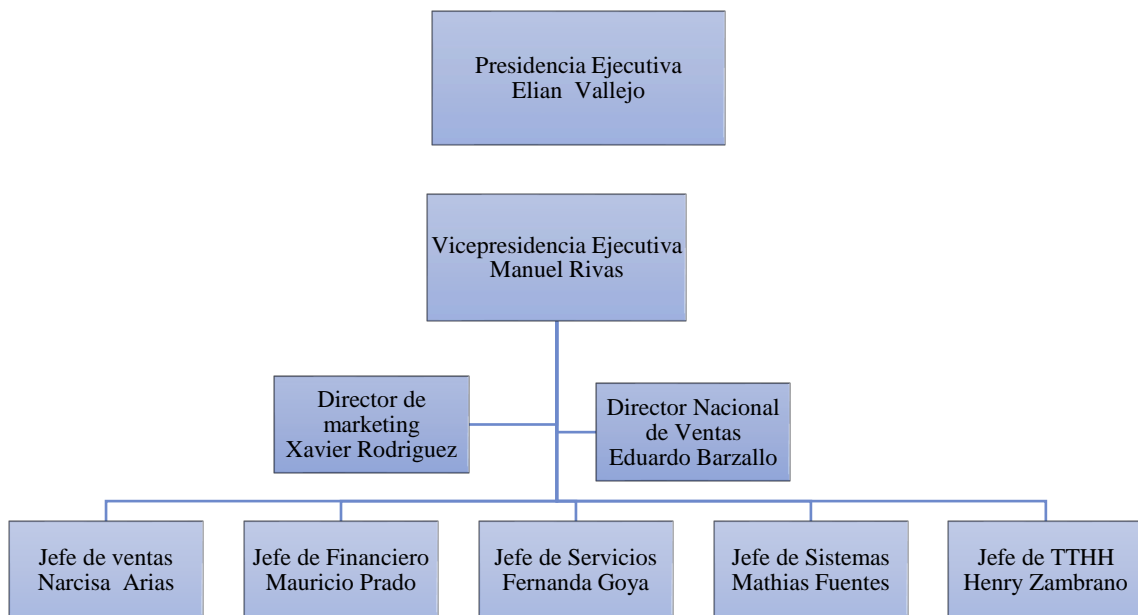 Presidencia Ejecutiva
Elian Vallejo
Vicepresidencia Ejecutiva
Manuel Rivas
Director de
marketing
Xavier Rodriguez
Director Nacional
de Ventas
Eduardo Barzallo
Jefe de ventas
Narcisa Arias
Jefe de Financiero
Mauricio Prado
Jefe de Servicios
Fernanda Goya
Jefe de Sistemas
Mathias Fuentes
Jefe de TTHH
Henry Zambrano